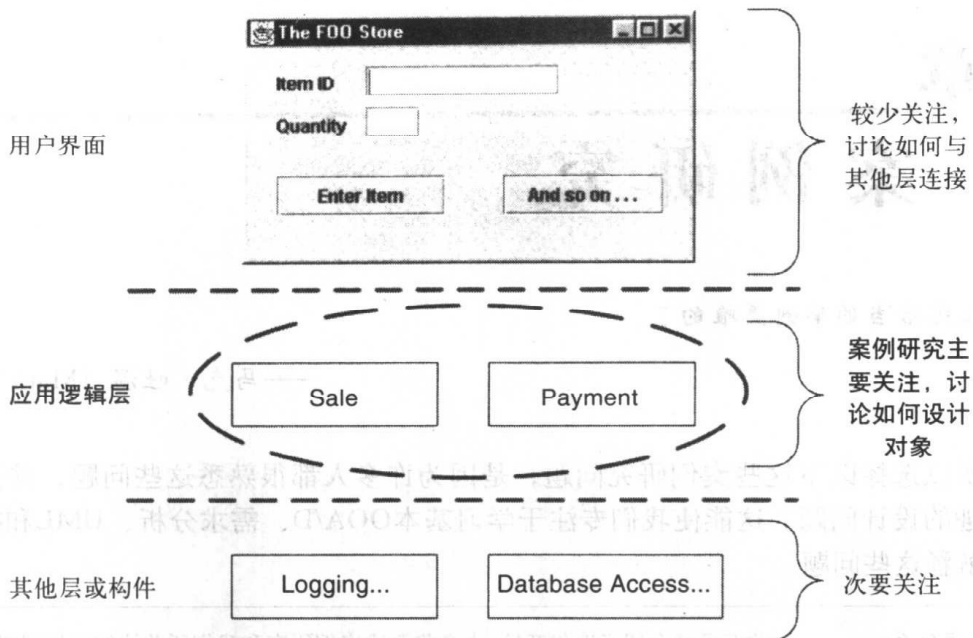 The FOO Store
Item ID
Quantity
Enter Item
And so on . . .
用户界面
较少关注，
讨论如何与
其他层连接
应用逻辑层
Sale
Payment
案例研究主
要关注，讨
论如何设计
对象
其他层或构件
Logging...
Database Access...
次要关注